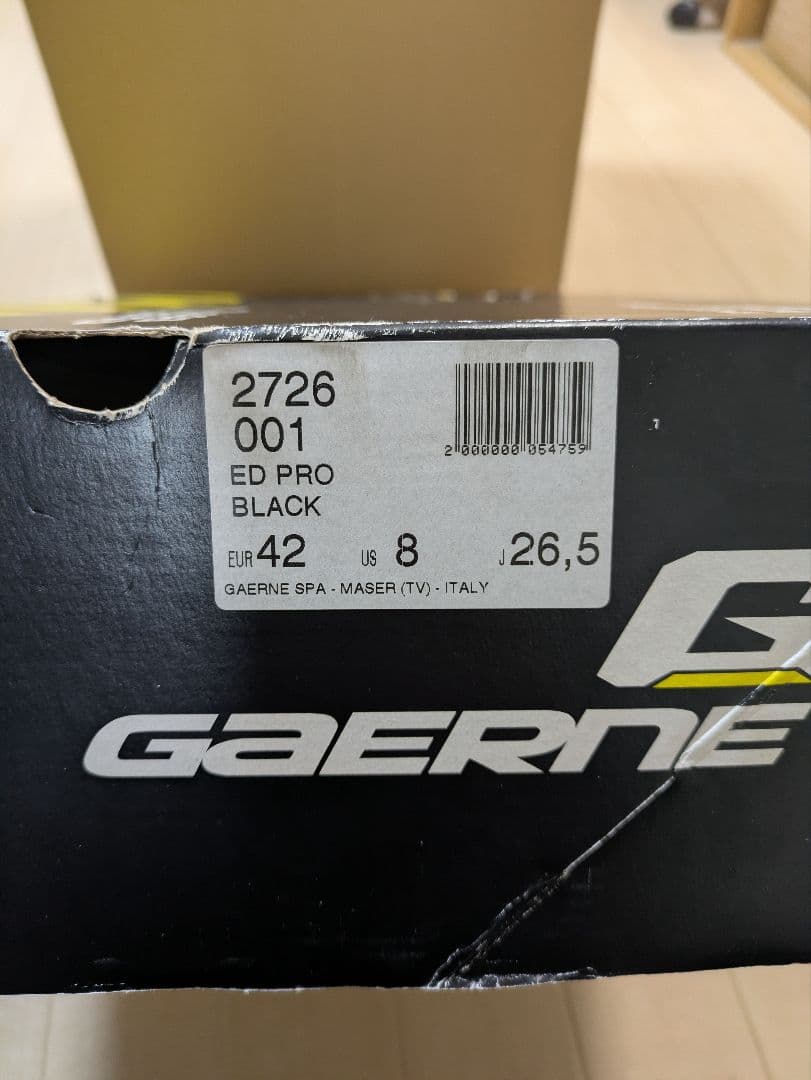 2726
001
ED PRO
BLACK
2 000000 054759
EUR 42 US 8 J 26,5
GAERNE SPA - MASER (TV) - ITALY
G
GAERNE